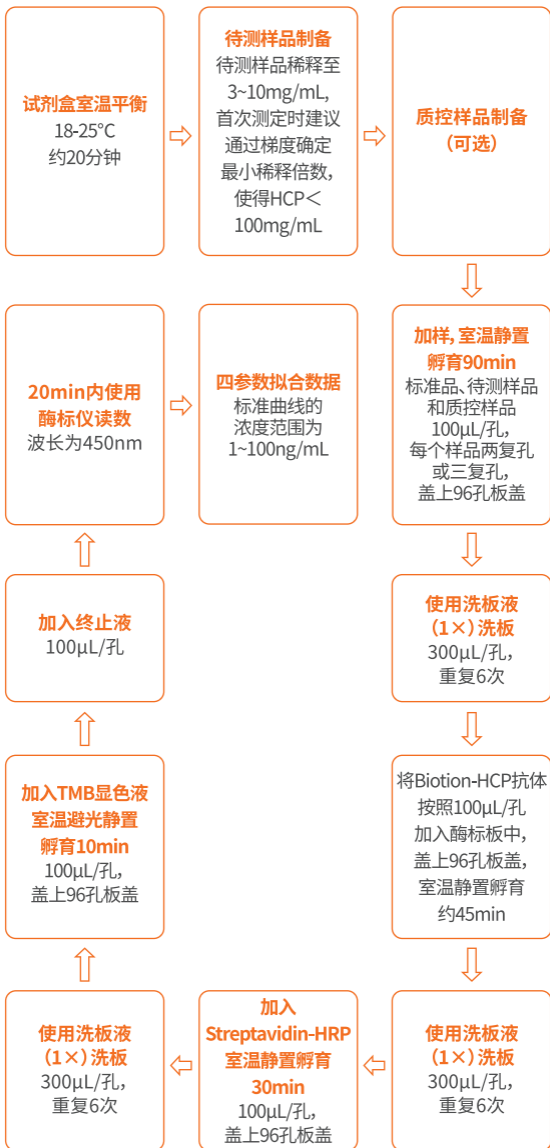 试剂盒室温平衡
18-25°C
约20分钟
待测样品制备
待测样品稀释至
3~10mg/mL,
首次测定时建议
通过梯度确定
最小稀释倍数，
使得HCP＜
100mg/mL
质控样品制备
（可选）
加样, 室温静置
孵育90min
标准品、待测样品
和质控样品
100μL/孔，
每个样品两复孔
或三复孔，
盖上96孔板盖
使用洗板液
（1×）洗板
300μL/孔，
重复6次
将Biotion-HCP抗体
按照100μL/孔
加入酶标板中，
盖上96孔板盖，
室温静置孵育
约45min
使用洗板液
（1×）洗板
300μL/孔，
重复6次
加入
Streptavidin-HRP
室温静置孵育
30min
100μL/孔，
盖上96孔板盖
使用洗板液
（1×）洗板
300μL/孔，
重复6次
加入TMB显色液
室温避光静置
孵育10min
100μL/孔，
盖上96孔板盖
加入终止液
100μL/孔
20min内使用
酶标仪读数
波长为450nm
四参数拟合数据
标准曲线的
浓度范围为
1~100ng/mL